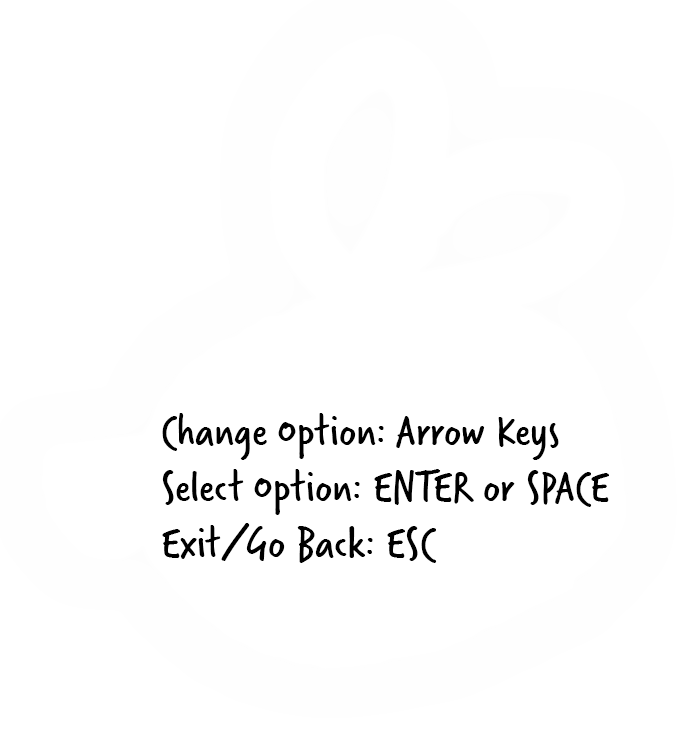 Change Option: Arrow Keys
Select Option: ENTER or SPACE
Exit/Go Back: ESC